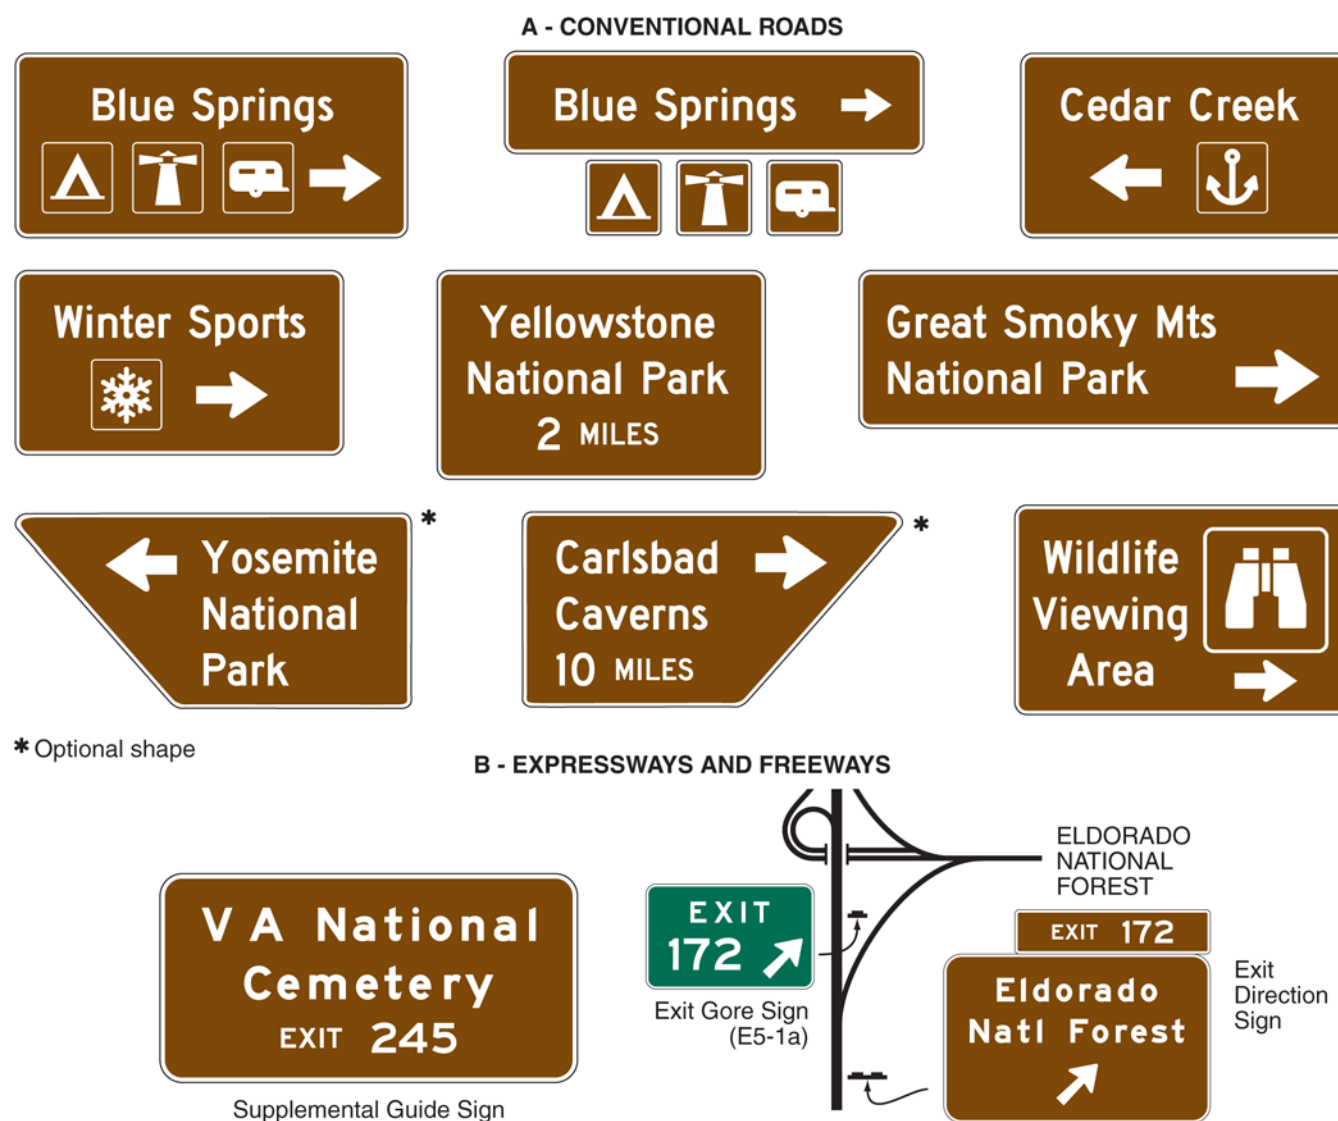 A - CONVENTIONAL ROADS
Blue Springs
Blue Springs
Cedar Creek
Winter Sports
Yellowstone
National Park
2 MILES
Great Smoky Mts
National Park
Yosemite
National
Park
*
Carlsbad
Caverns
10 MILES
*
Wildlife
Viewing
Area
* Optional shape
B - EXPRESSWAYS AND FREEWAYS
V A National
Cemetery
EXIT 245
Supplemental Guide Sign
EXIT
172
Exit Gore Sign
(E5-1a)
ELDORADO
NATIONAL
FOREST
EXIT 172
Eldorado
Natl Forest
Exit
Direction
Sign